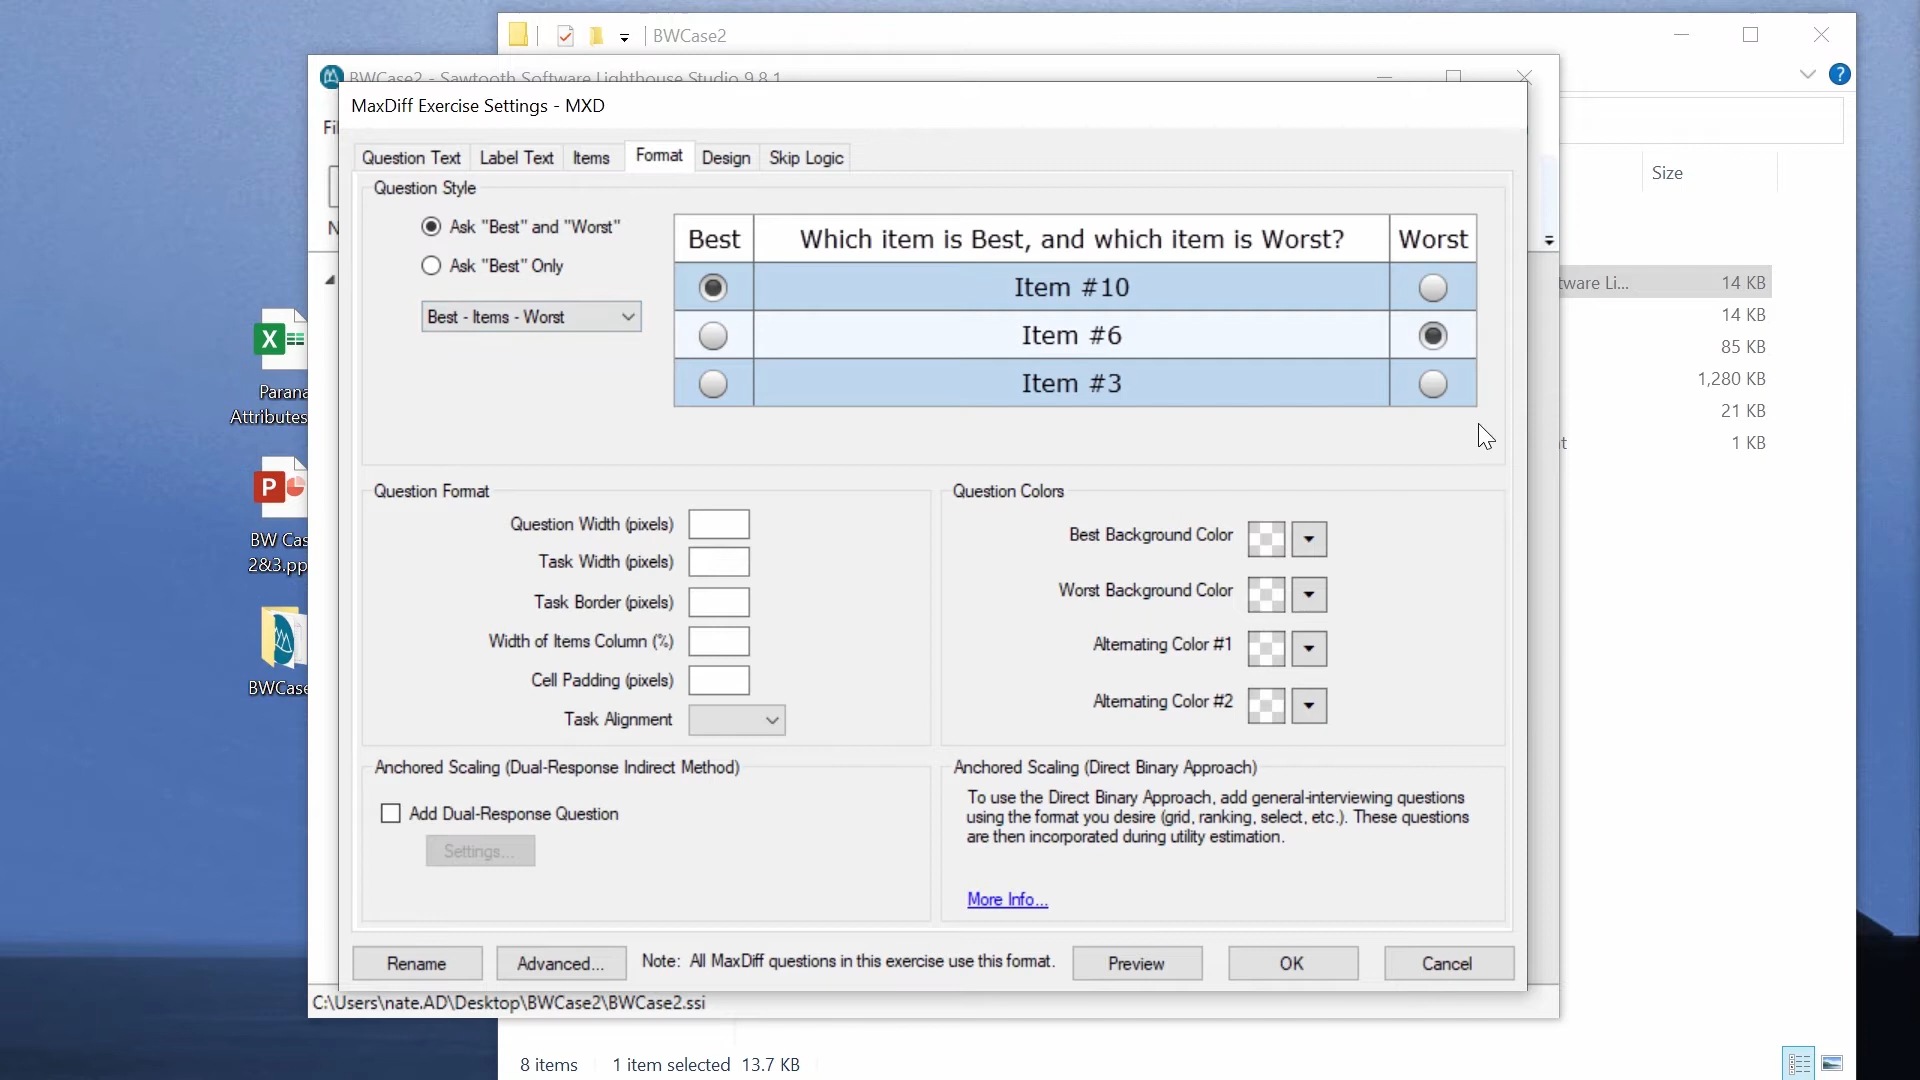 BWCase2
BWCase2 - Sawtooth Software Lighthouse Studio 9.8.1
MaxDiff Exercise Settings - MXD
Fil
Question Text
Label Text
Items
Format
Design
Skip Logic
Size
Question Style
N
Ask "Best" and "Worst"
Ask "Best" Only
Best - Items - Worst
Best
Which item is Best, and which item is Worst?
Worst
Item #10
Item #6
Item #3
tware Li...
14 KB
14 KB
85 KB
1,280 KB
21 KB
t
1 KB
Parana
Attributes
BW Cas
2&3.pp
BWCase
Question Format
Question Width (pixels)
Task Width (pixels)
Task Border (pixels)
Width of Items Column (%)
Cell Padding (pixels)
Task Alignment
Question Colors
Best Background Color
Worst Background Color
Alternating Color #1
Alternating Color #2
Anchored Scaling (Dual-Response Indirect Method)
Add Dual-Response Question
Settings...
Anchored Scaling (Direct Binary Approach)
To use the Direct Binary Approach, add general-interviewing questions
using the format you desire (grid, ranking, select, etc.). These questions
are then incorporated during utility estimation.
More Info...
Rename
Advanced...
Note: All MaxDiff questions in this exercise use this format.
Preview
OK
Cancel
C:\Users\nate.AD\Desktop\BWCase2\BWCase2.ssi
8 items
1 item selected 13.7 KB